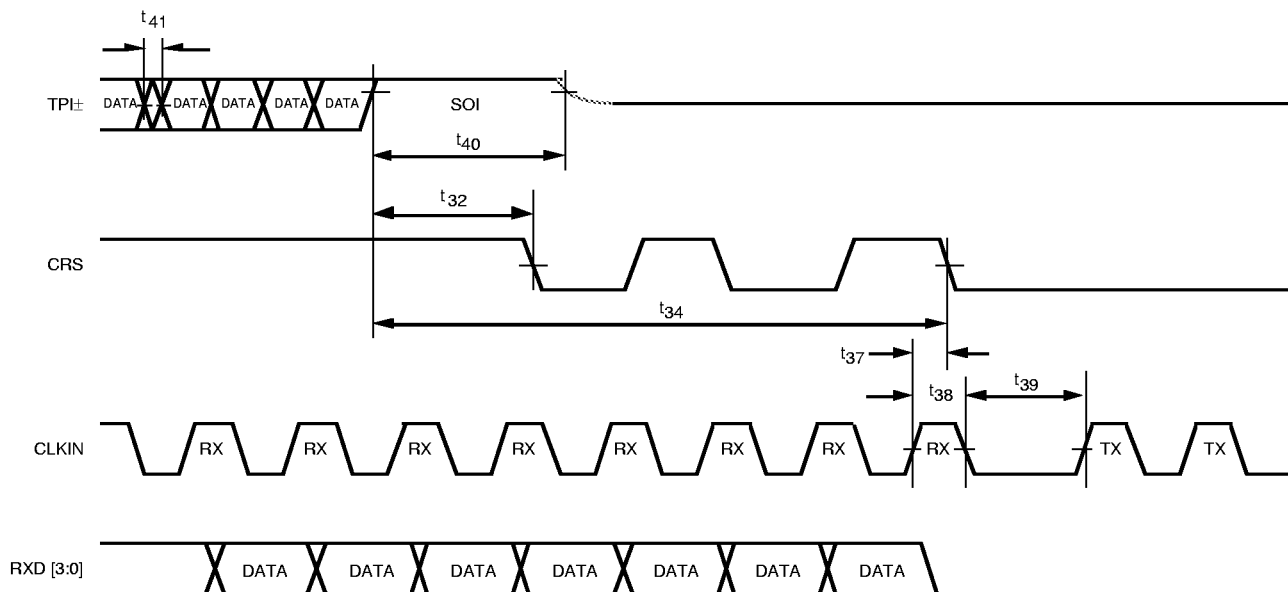 t41
TPI± DATA DATA DATA DATA DATA SOI
t40
t32
CRS
t34
t37
t38 t39
CLKIN RX RX RX RX RX RX RX RX TX TX
RXD [3:0] DATA DATA DATA DATA DATA DATA DATA